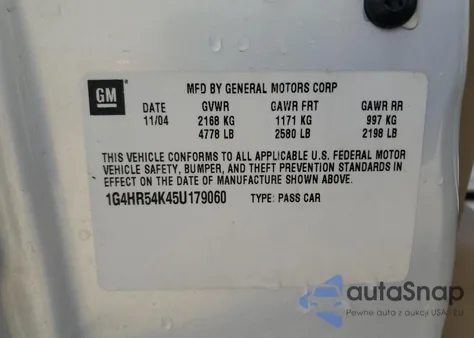 GM
MFD BY GENERAL MOTORS CORP
DATE GVWR GAWR FRT GAWR RR
11/04 2168 KG 1171 KG 997 KG
4778 LB 2580 LB 2198 LB
THIS VEHICLE CONFORMS TO ALL APPLICABLE U.S. FEDERAL MOTOR
VEHICLE SAFETY, BUMPER, AND THEFT PREVENTION STANDARDS IN
EFFECT ON THE DATE OF MANUFACTURE SHOWN ABOVE.
1G4HR54K45U179060 TYPE: PASS CAR
autoSnap
Pewne auto z aukcji USA i EU